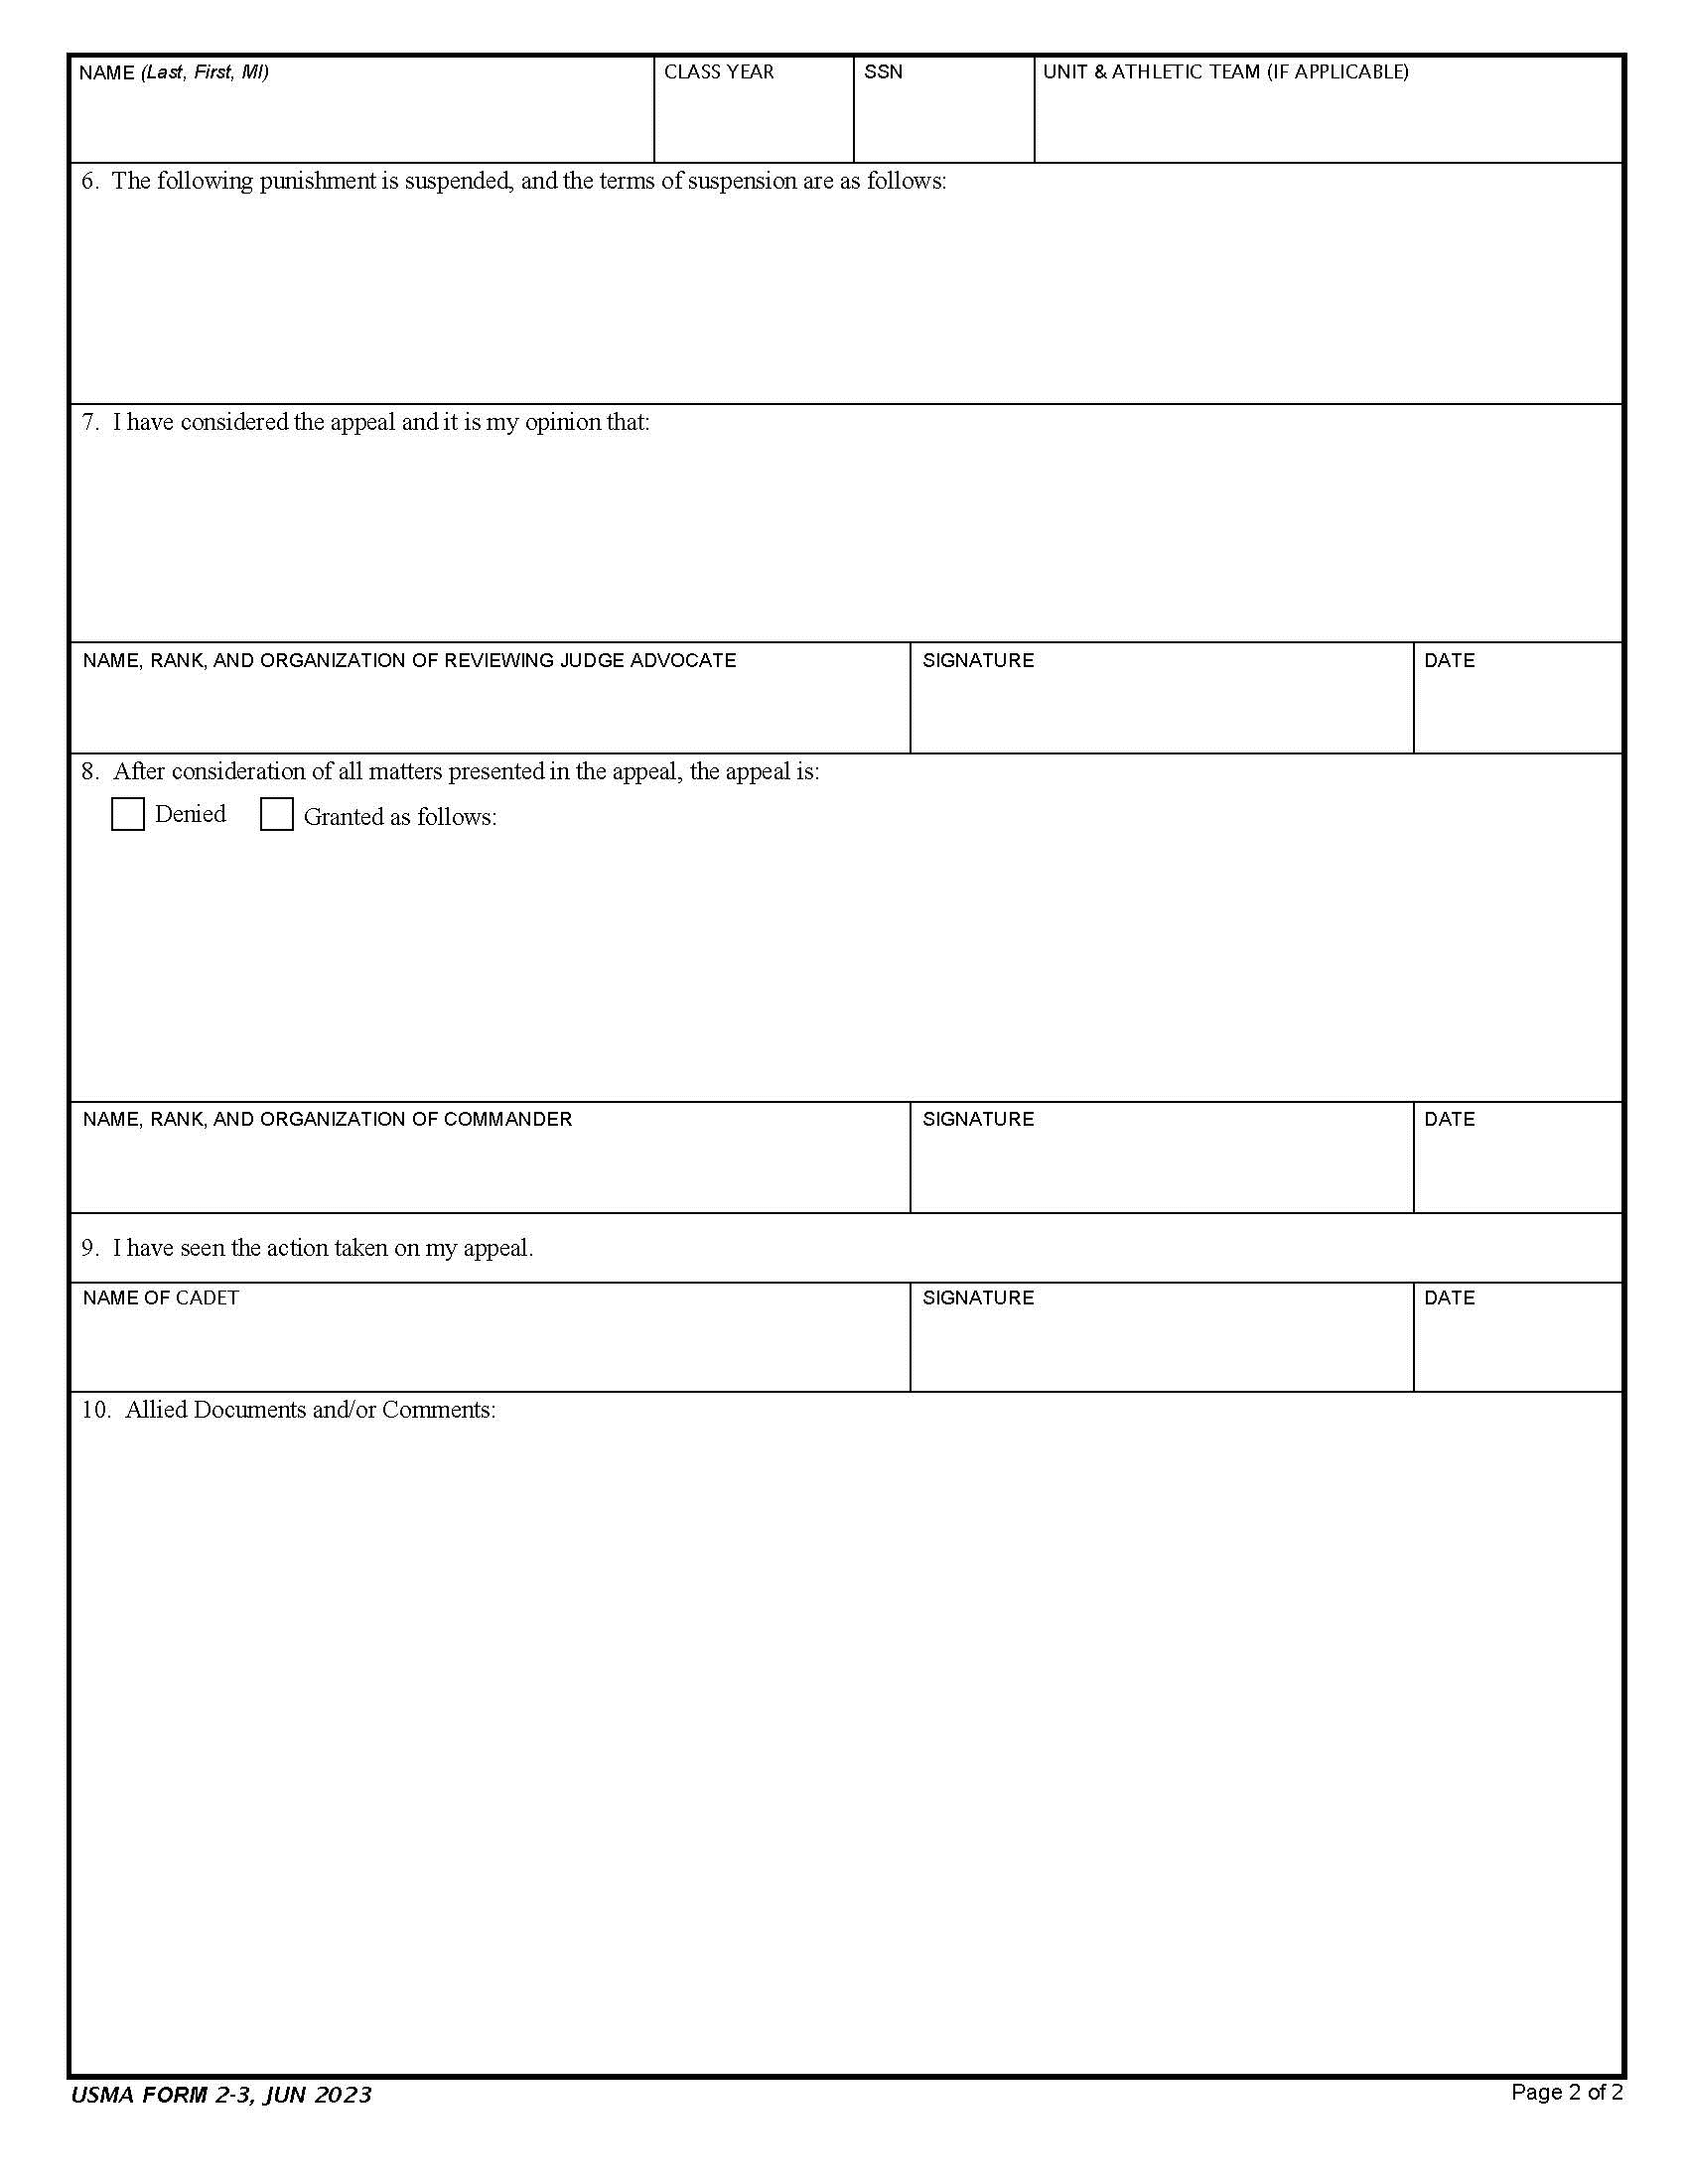 NAME (Last, First, MI) CLASS YEAR SSN UNIT & ATHLETIC TEAM (IF APPLICABLE)
6. The following punishment is suspended, and the terms of suspension are as follows:
7. I have considered the appeal and it is my opinion that:
NAME, RANK, AND ORGANIZATION OF REVIEWING JUDGE ADVOCATE SIGNATURE DATE
8. After consideration of all matters presented in the appeal, the appeal is:
Denied Granted as follows:
NAME, RANK, AND ORGANIZATION OF COMMANDER SIGNATURE DATE
9. I have seen the action taken on my appeal.
NAME OF CADET SIGNATURE DATE
10. Allied Documents and/or Comments:
USMA FORM 2-3, JUN 2023 Page 2 of 2